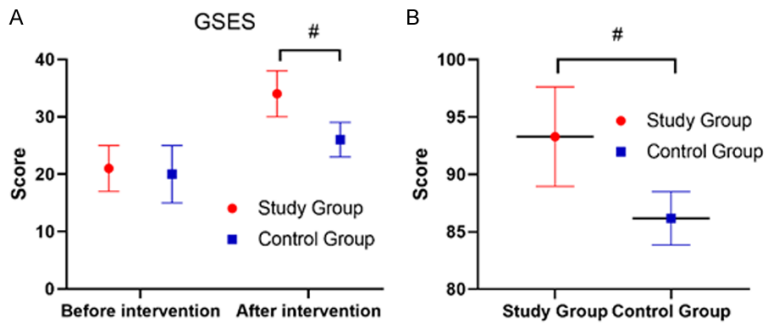 A
GSES
#
40
30
20
10
0
Score
Study Group
Control Group
Before intervention
After intervention
B
#
100
95
90
85
80
Score
Study Group
Control Group
Study Group
Control Group